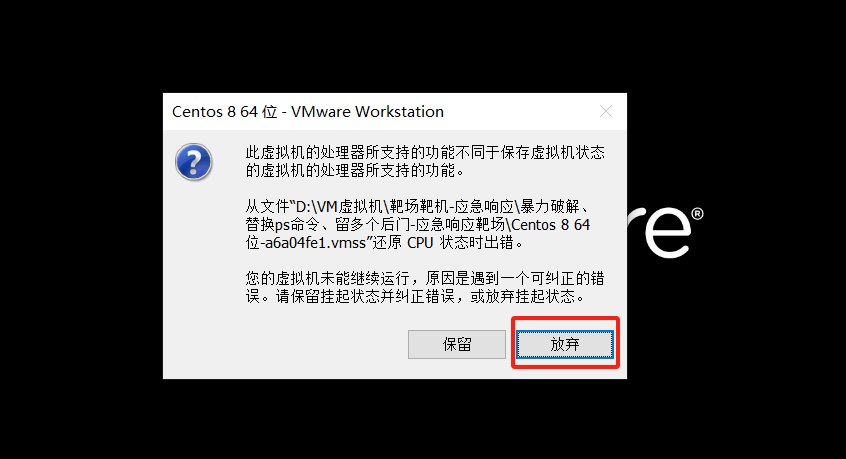 Centos 8 64 位 - VMware Workstation
此虚拟机的处理器所支持的功能不同于保存虚拟机状态
的虚拟机的处理器所支持的功能。
从文件“D:\VM虚拟机\靶场靶机-应急响应\暴力破解、
替换ps命令、留多个后门-应急响应靶场\Centos 8 64
位-a6a04fe1.vmss”还原 CPU 状态时出错。
re®
您的虚拟机未能继续运行，原因是遇到一个可纠正的错
误。请保留挂起状态并纠正错误，或放弃挂起状态。
保留
放弃